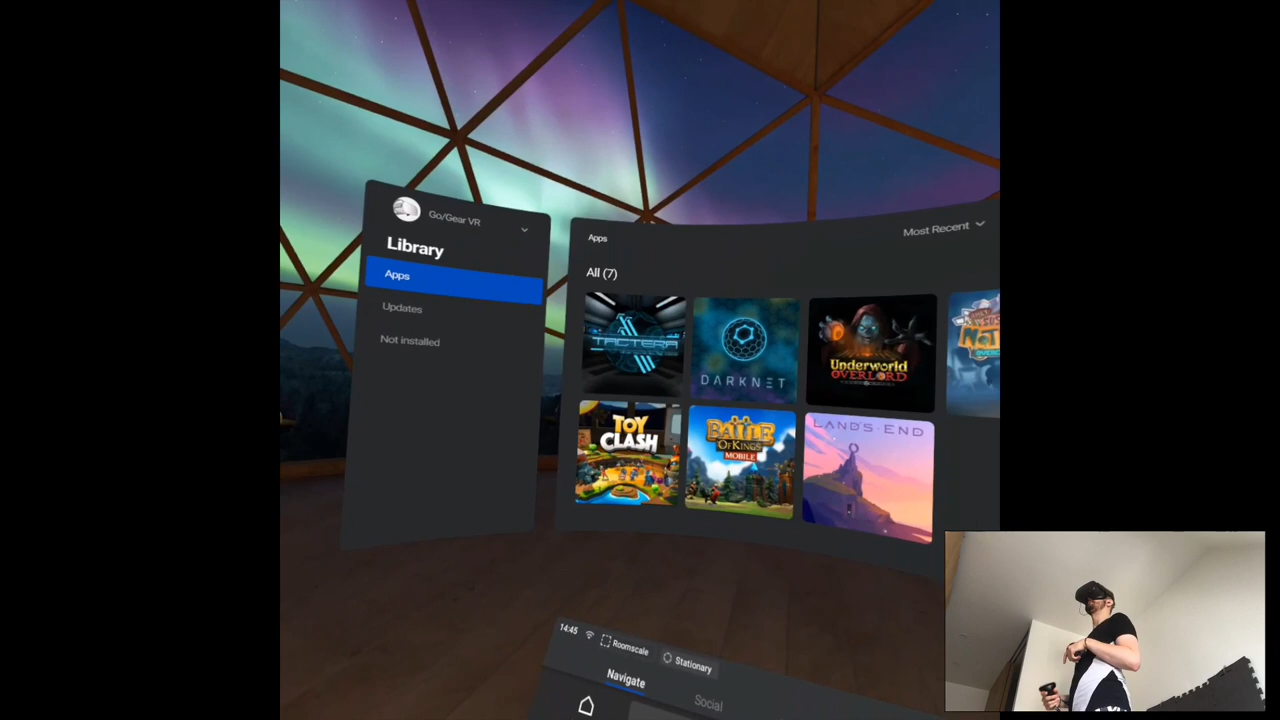 Go/Gear VR
Library
Apps
Updates
Not installed
Apps
Most Recent
All (7)
TACTERA
DARKNET
Underworld
OVERLORD
TOY
CLASH
BATTLE
OF KINGS
MOBILE
LAND'S END
14:45
Roomscale
Stationary
Navigate
Social